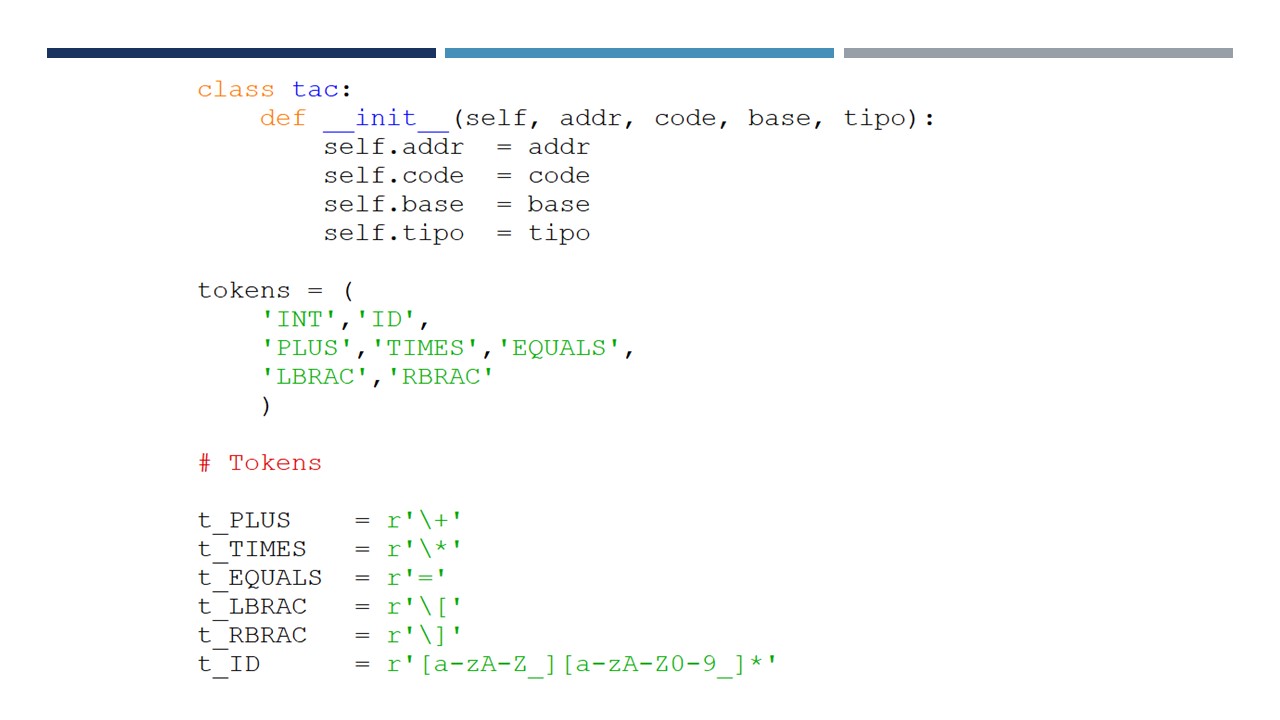 class tac:
    def __init__(self, addr, code, base, tipo):
        self.addr  = addr
        self.code  = code
        self.base  = base
        self.tipo  = tipo

tokens = (
    'INT','ID',
    'PLUS','TIMES','EQUALS',
    'LBRAC','RBRAC'
    )

# Tokens

t_PLUS    = r'\+'
t_TIMES   = r'\*'
t_EQUALS  = r'='
t_LBRAC   = r'\['
t_RBRAC   = r'\]'
t_ID      = r'[a-zA-Z_][a-zA-Z0-9_]*'